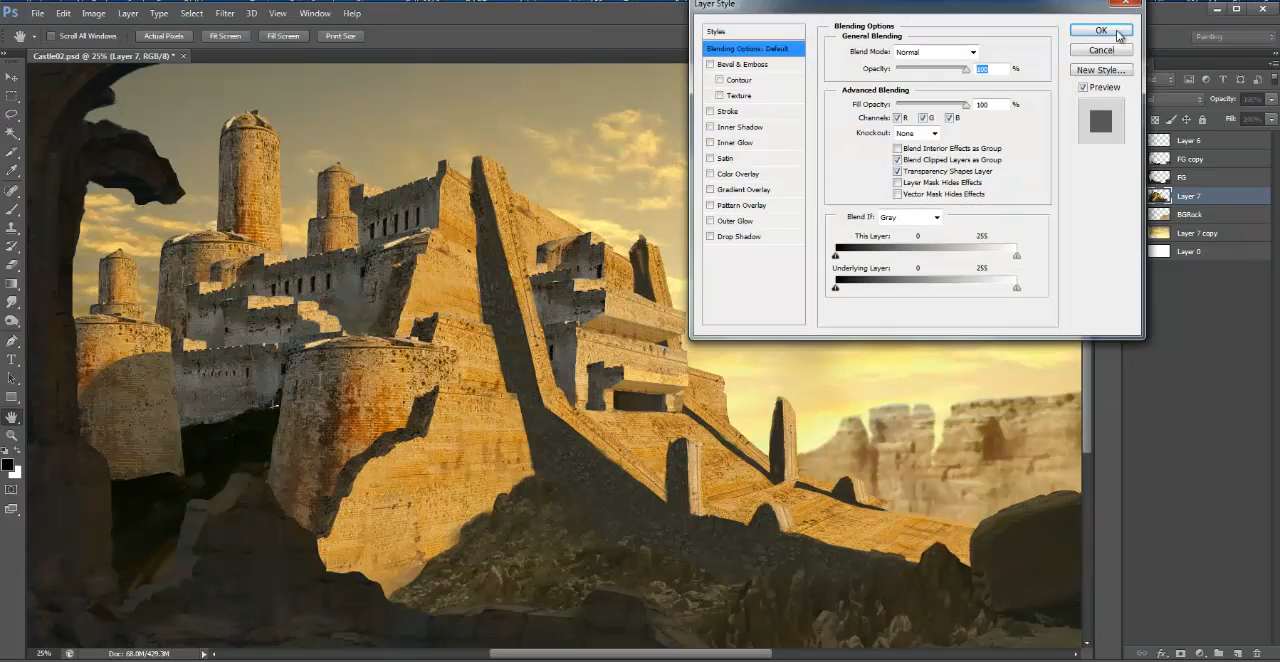 Ps File Edit Image Layer Type Select Filter 3D View Window Help
Layer Style
Scroll All Windows Actual Pixels Fit Screen Fill Screen Print Size
Painting
Castle02.psd @ 25% (Layer 7, RGB/8) * ×
Styles
Blending Options: Default
Bevel & Emboss
Contour
Texture
Stroke
Inner Shadow
Inner Glow
Satin
Color Overlay
Gradient Overlay
Pattern Overlay
Outer Glow
Drop Shadow
Blending Options
General Blending
Blend Mode: Normal
Opacity: 100 %
Advanced Blending
Fill Opacity: 100 %
Channels: R G B
Knockout: None
Blend Interior Effects as Group
Blend Clipped Layers as Group
Transparency Shapes Layer
Layer Mask Hides Effects
Vector Mask Hides Effects
Blend If: Gray
This Layer: 0 255
Underlying Layer: 0 255
OK
Cancel
New Style...
Preview
Opacity: 100%
Fill: 100%
Layer 6
FG copy
FG
Layer 7
BGRock
Layer 7 copy
Layer 0
25% Doc: 68.0M/429.3M